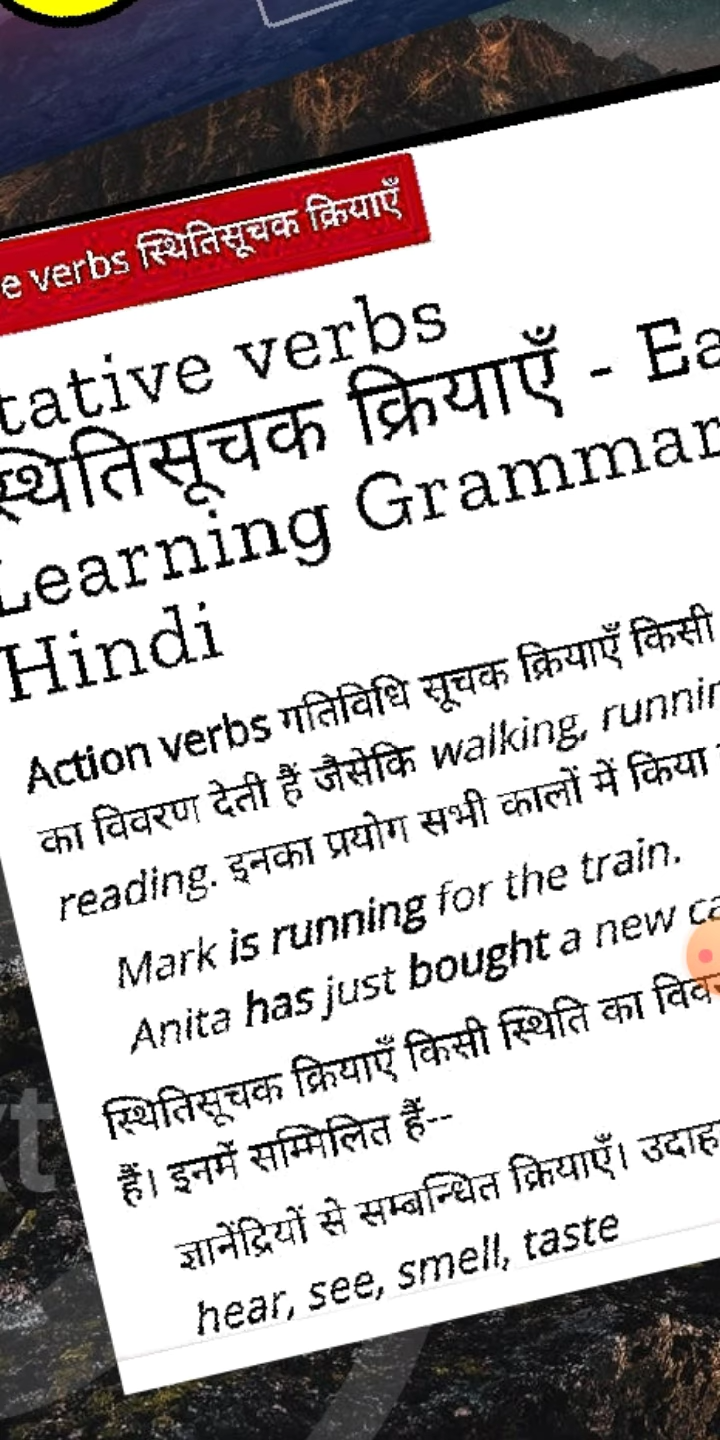 e verbs स्थितिसूचक क्रियाएँ
tative verbs
स्थितिसूचक क्रियाएँ - Ea
Learning Grammar
Hindi
Action verbs गतिविधि सूचक क्रियाएँ किसी
का विवरण देती हैं जैसेकि walking, runnin
reading. इनका प्रयोग सभी कालों में किया
Mark is running for the train.
Anita has just bought a new ca
स्थितिसूचक क्रियाएँ किसी स्थिति का विव
हैं। इनमें सम्मिलित हैं--
ज्ञानेंद्रियों से सम्बन्धित क्रियाएँ। उदाह
hear, see, smell, taste